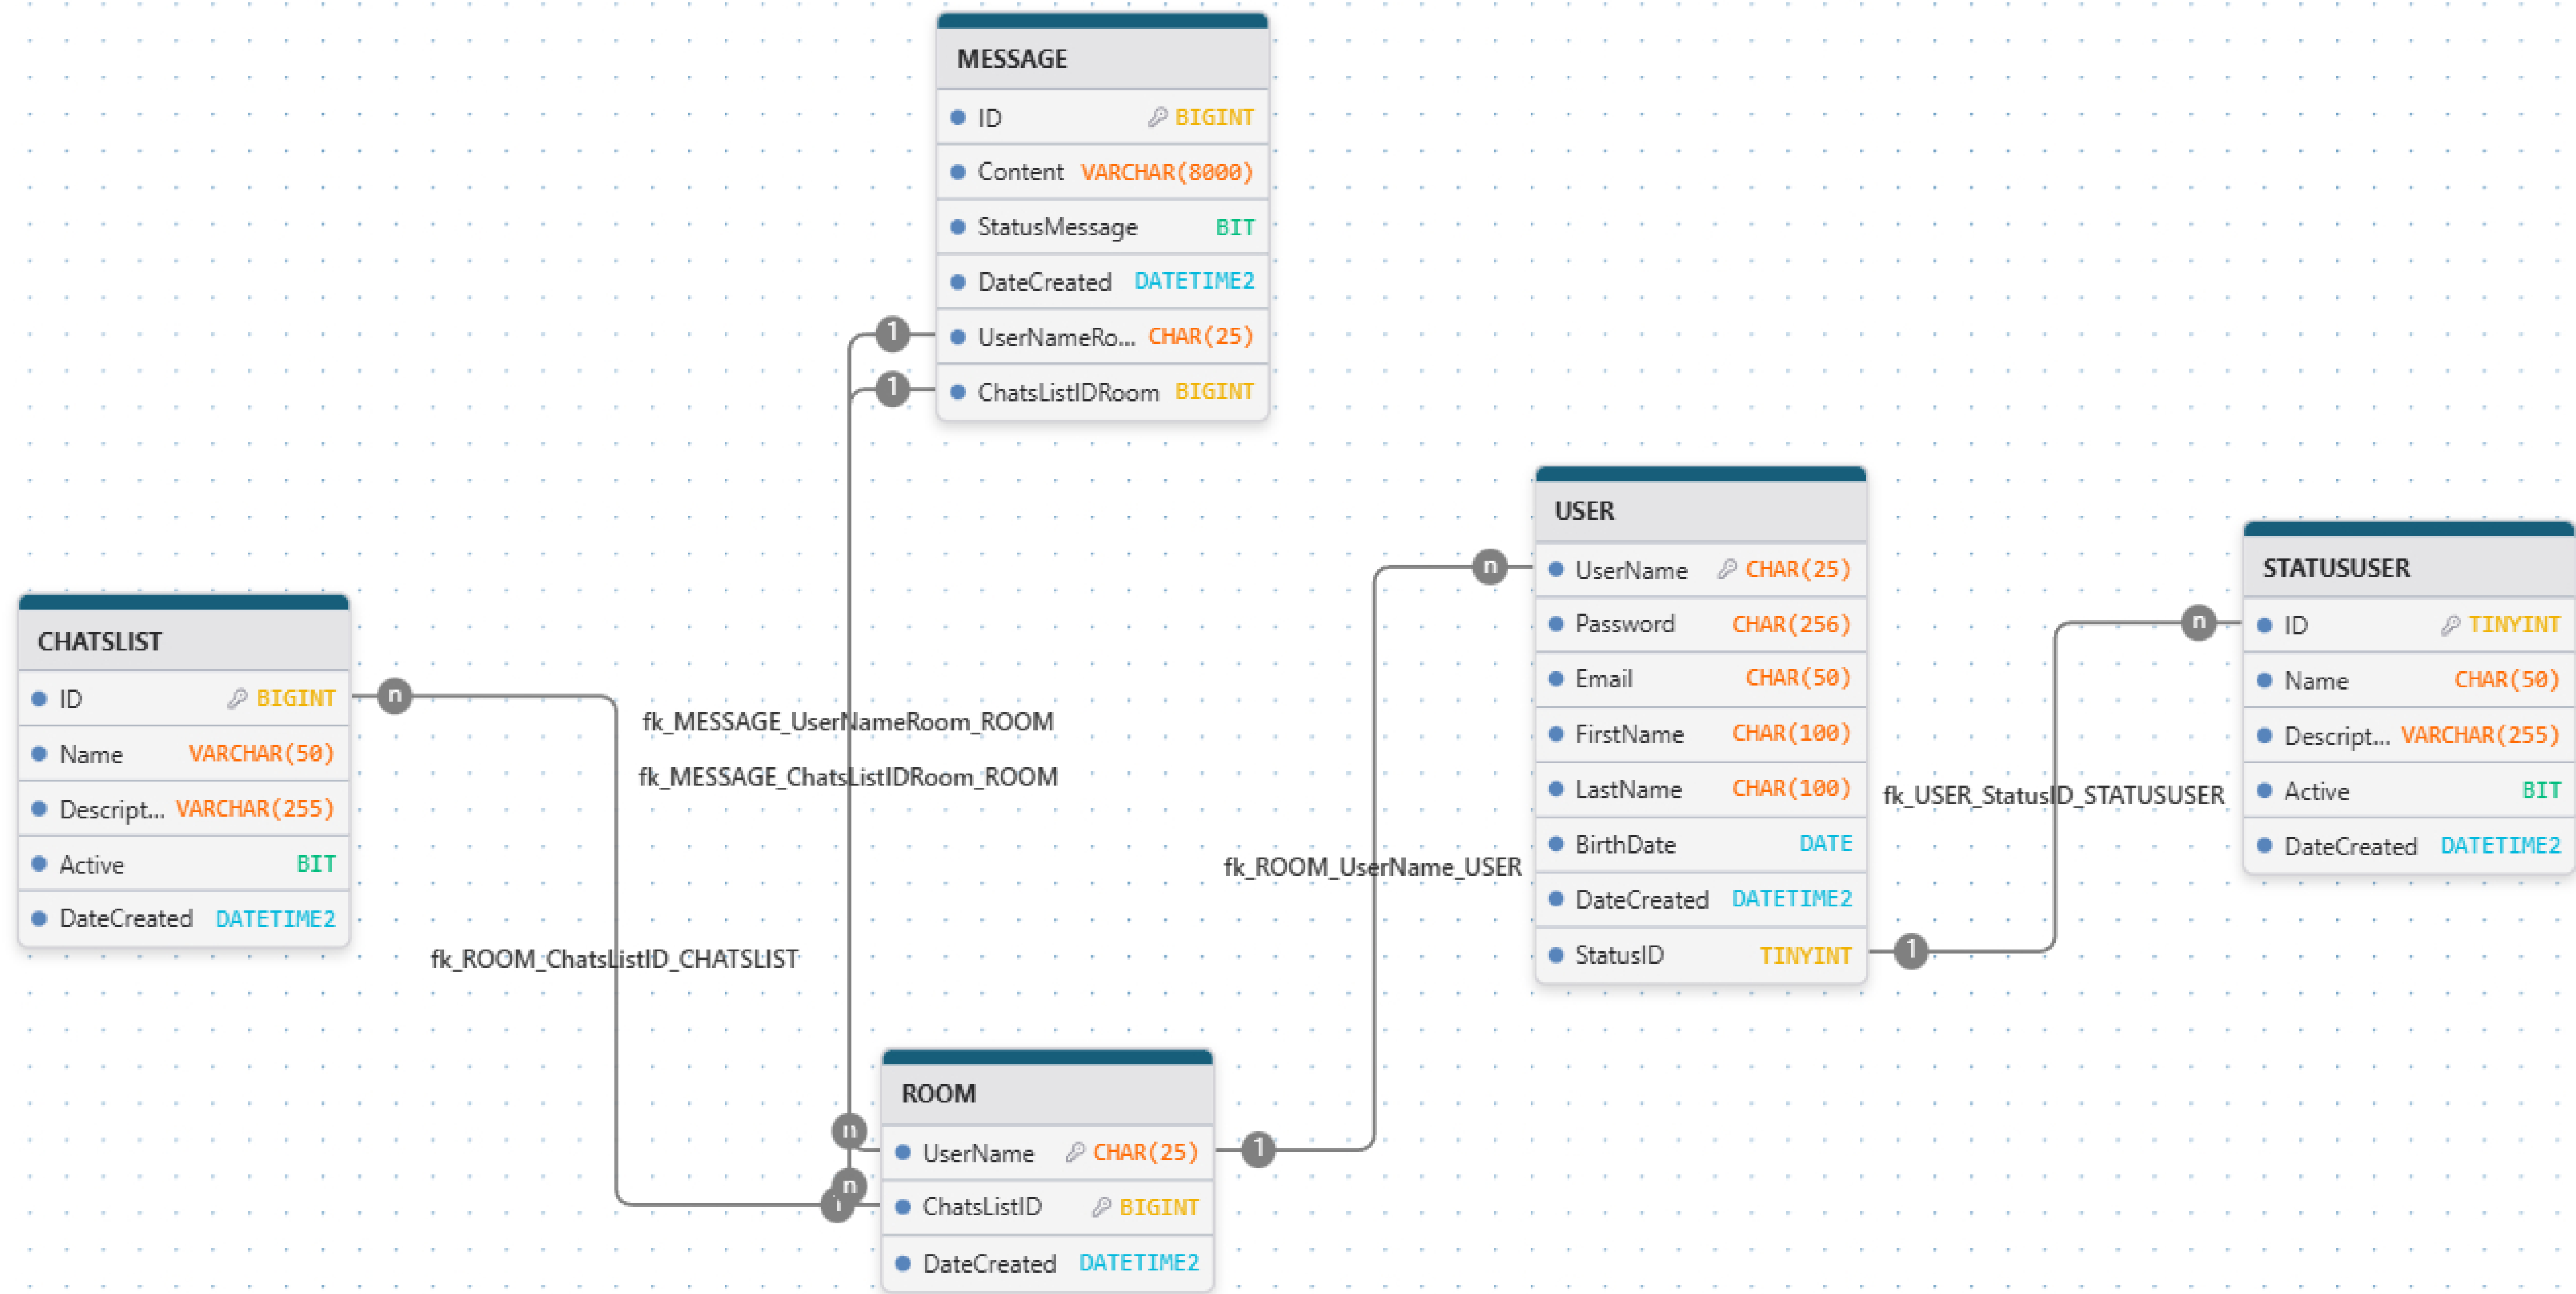 MESSAGE
ID BIGINT
Content VARCHAR(8000)
StatusMessage BIT
DateCreated DATETIME2
1 UserNameRo... CHAR(25)
1 ChatsListIDRoom BIGINT
USER
n UserName CHAR(25)
Password CHAR(256)
Email CHAR(50)
FirstName CHAR(100)
LastName CHAR(100)
BirthDate DATE
DateCreated DATETIME2
StatusID TINYINT 1
STATUSUSER
n ID TINYINT
Name CHAR(50)
Descript... VARCHAR(255)
Active BIT
DateCreated DATETIME2
fk_USER_StatusID_STATUSUSER
CHATSLIST
ID BIGINT n
Name VARCHAR(50)
Descript... VARCHAR(255)
Active BIT
DateCreated DATETIME2
fk_MESSAGE_UserNameRoom_ROOM
fk_MESSAGE_ChatsListIDRoom_ROOM
fk_ROOM_UserName_USER
fk_ROOM_ChatsListID_CHATSLIST
ROOM
n UserName CHAR(25) 1
n ChatsListID BIGINT
DateCreated DATETIME2